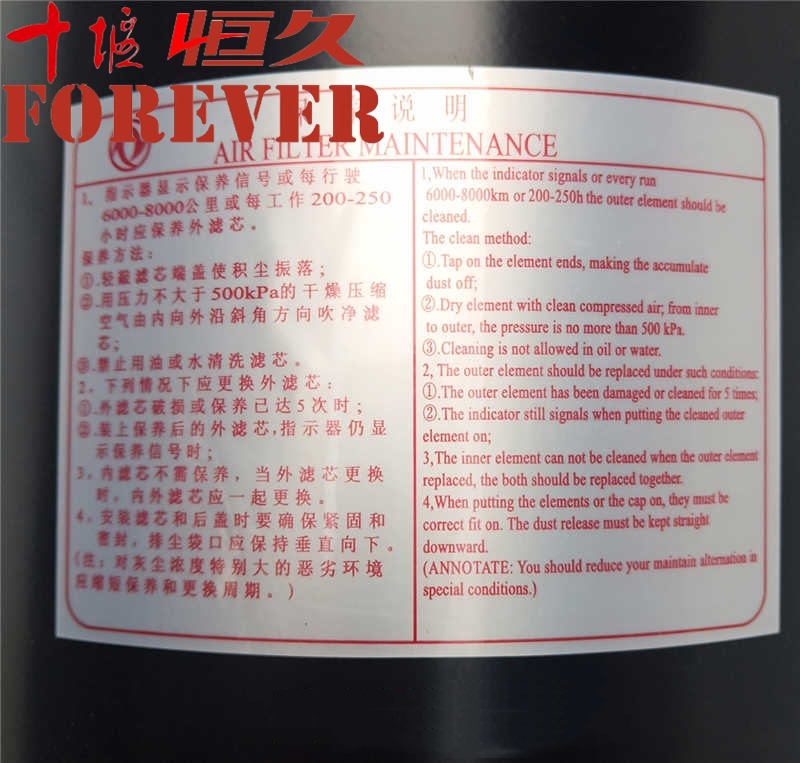 十堰 恒久
FOREVER
说明
AIR FILTER MAINTENANCE
1、指示器显示保养信号或每行驶
6000-8000公里或每工作200-250
小时应保养外滤芯。
保养方法:
①.轻敲滤芯端盖使积尘振落;
②.用压力不大于500kPa的干燥压缩
空气由内向外沿斜角方向吹净滤
芯;
③.禁止用油或水清洗滤芯。
2、下列情况下应更换外滤芯:
①.外滤芯破损或保养已达5次时;
②.装上保养后的外滤芯,指示器仍显
示保养信号时;
3、内滤芯不需保养,当外滤芯更换
时,内外滤芯应一起更换。
4、安装滤芯和后盖时要确保紧固和
密封,排尘袋口应保持垂直向下。
(注:对灰尘浓度特别大的恶劣环境
应缩短保养和更换周期。)
1,When the indicator signals or every run
6000-8000km or 200-250h the outer element should be
cleaned.
The clean method:
①.Tap on the element ends, making the accumulate
dust off;
②.Dry element with clean compressed air; from inner
to outer, the pressure is no more than 500 kPa.
③.Cleaning is not allowed in oil or water.
2, The outer element should be replaced under such conditions:
①.The outer element has been damaged or cleaned for 5 times;
②.The indicator still signals when putting the cleaned outer
element on;
3,The inner element can not be cleaned when the outer element
replaced, the both should be replaced together.
4,When putting the elements or the cap on, they must be
correct fit on. The dust release must be kept straight
downward.
(ANNOTATE: You should reduce your maintain alternation in
special conditions.)